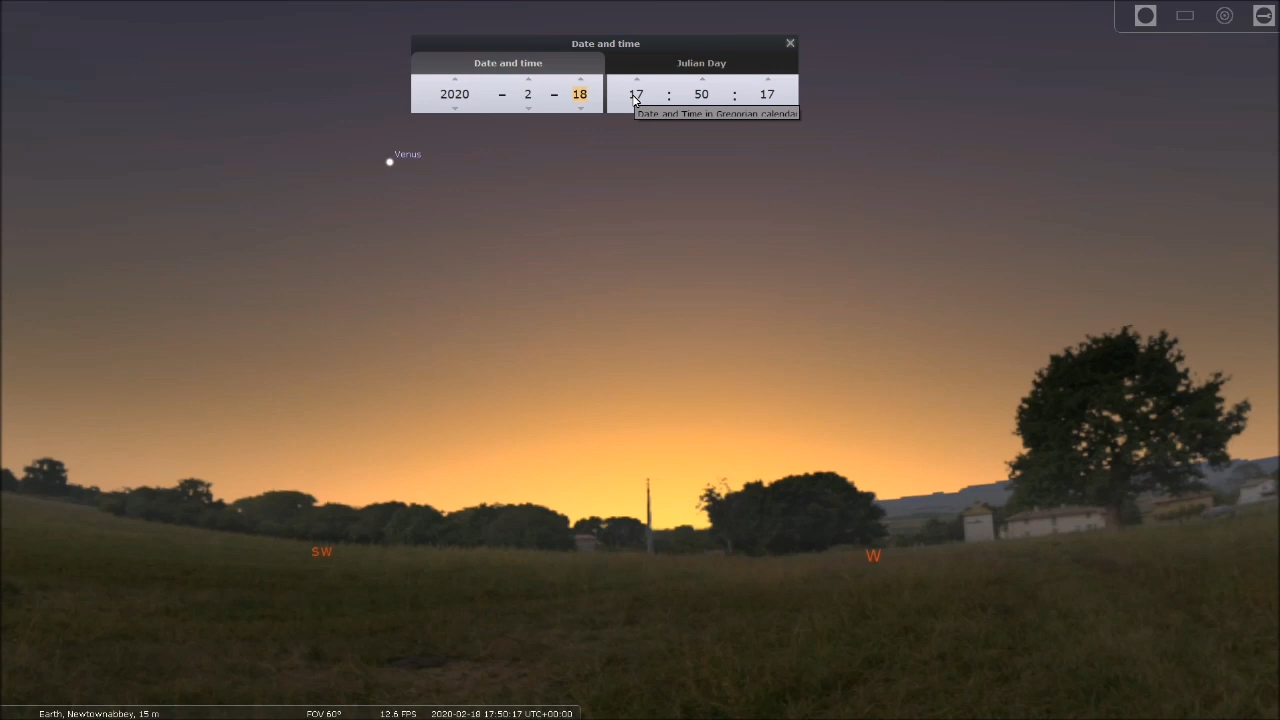 Date and time
Date and time
Julian Day
2020 - 2 - 18
17 : 50 : 17
Date and Time in Gregorian calendar
Venus
SW
W
Earth, Newtownabbey, 15 m
FOV 60°
12.6 FPS
2020-02-18 17:50:17 UTC+00:00